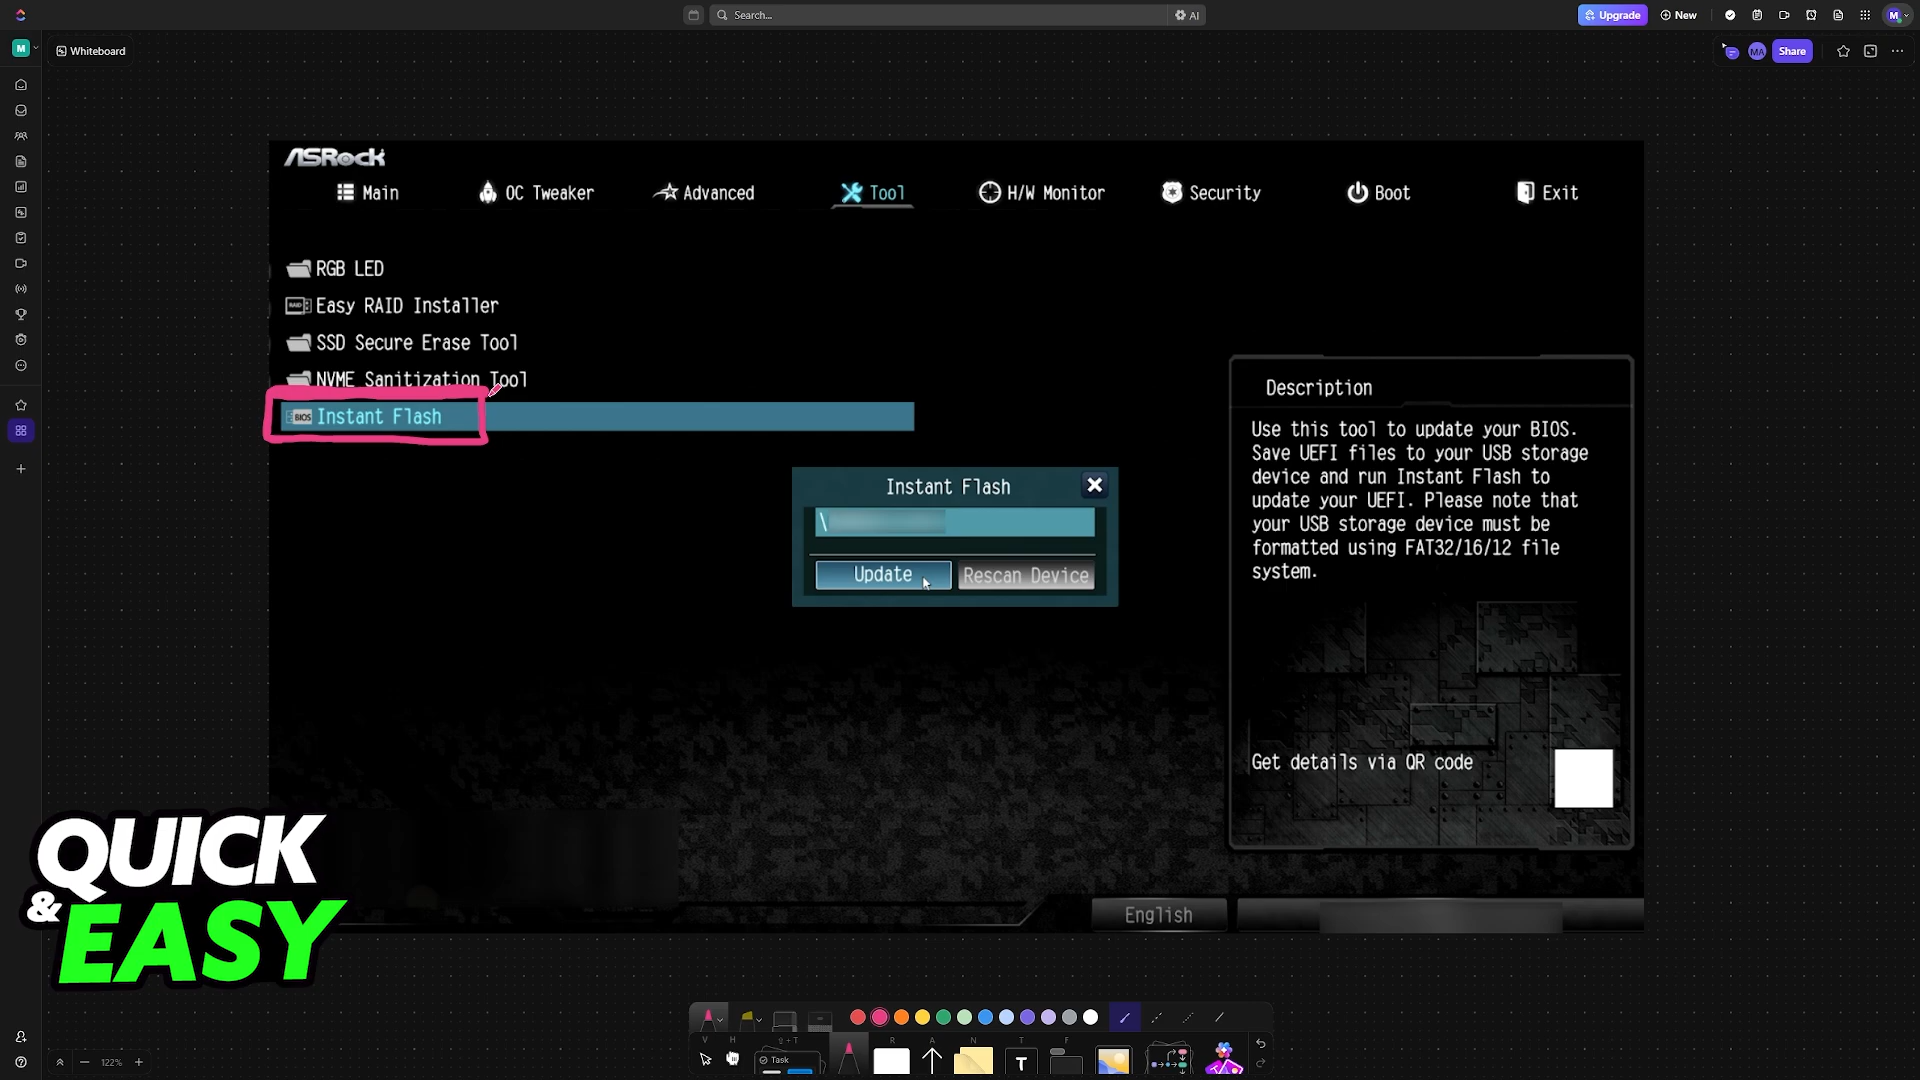 Search...
AI
Upgrade
New
M
M
Whiteboard
MA
Share
ASRock
Main
OC Tweaker
Advanced
Tool
H/W Monitor
Security
Boot
Exit
RGB LED
RAID
Easy RAID Installer
SSD Secure Erase Tool
NVME Sanitization Tool
BIOS
Instant Flash
Instant Flash
\
Update
Rescan Device
Description
Use this tool to update your BIOS.
Save UEFI files to your USB storage
device and run Instant Flash to
update your UEFI. Please note that
your USB storage device must be
formatted using FAT32/16/12 file
system.
Get details via QR code
English
QUICK
& EASY
V
H
⇧+T
R
A
N
T
F
Task
T
122%